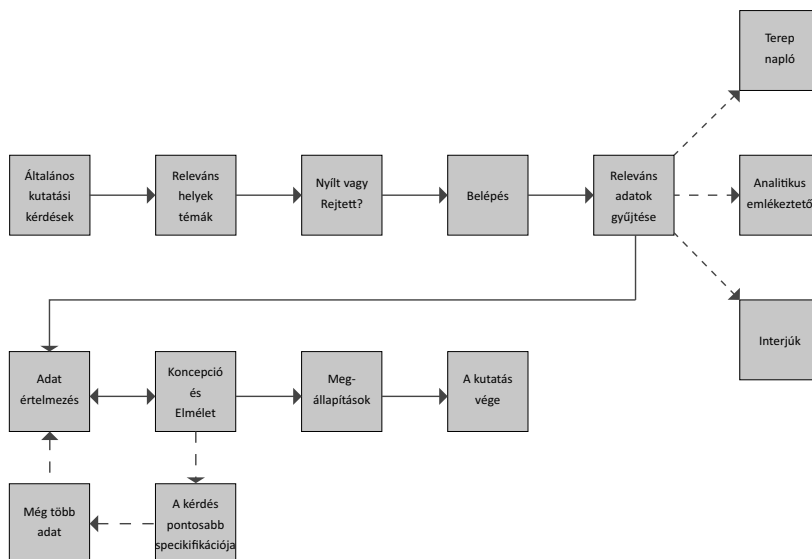 Terep
napló
Általános
kutatási
kérdések
Releváns
helyek
témák
Nyílt vagy
Rejtett?
Belépés
Releváns
adatok
gyűjtése
Analitikus
emlékeztető
Interjúk
Adat
értelmezés
Koncepció
és
Elmélet
Meg-
állapítások
A kutatás
vége
Még több
adat
A kérdés
pontosabb
specikifikációja